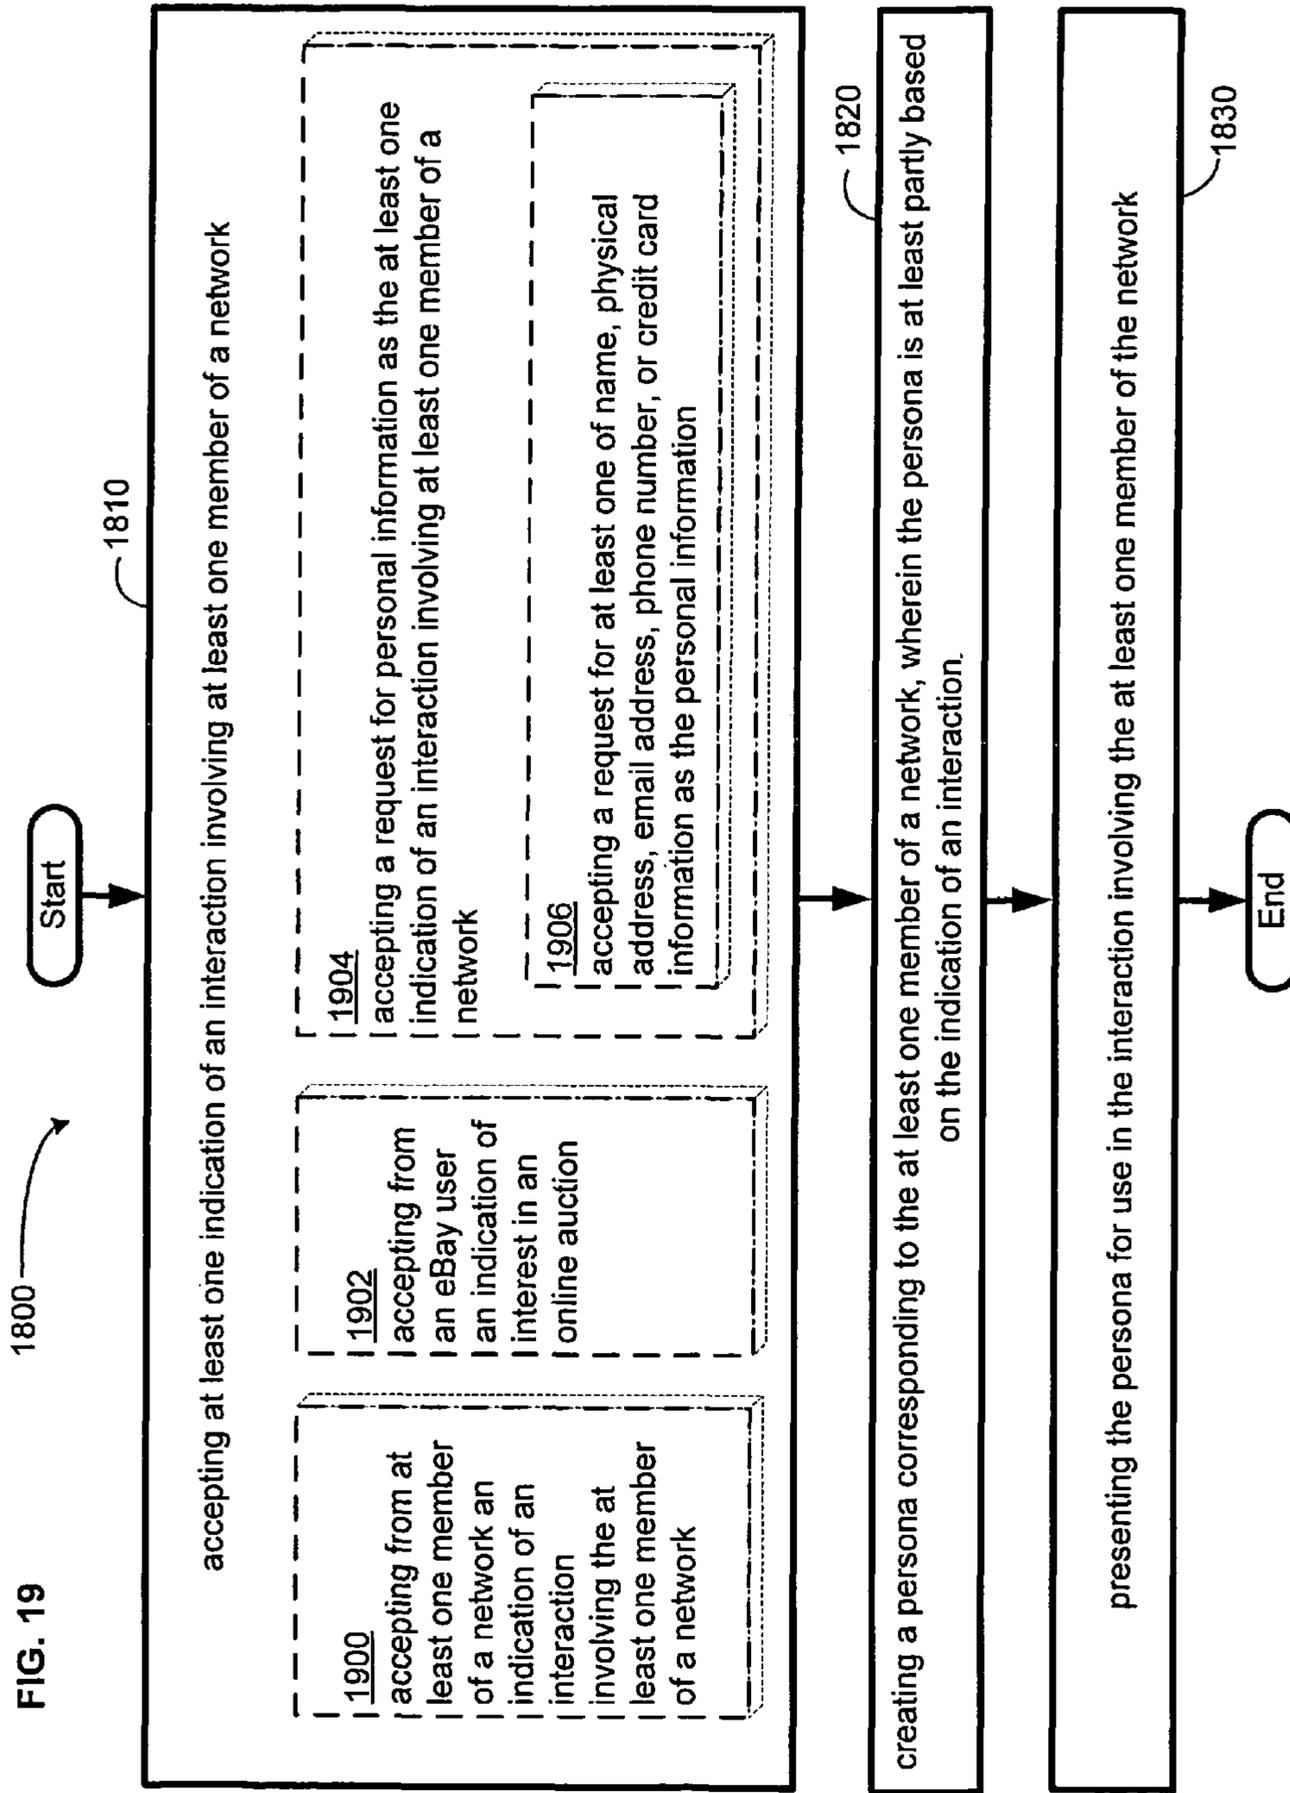 FIG. 19
1800
Start
1810
accepting at least one indication of an interaction involving at least one member of a network
1900
accepting from at
least one member
of a network an
indication of an
interaction
involving the at
least one member
of a network
1902
accepting from
an eBay user
an indication of
interest in an
online auction
1904
accepting a request for personal information as the at least one
indication of an interaction involving at least one member of a
network
1906
accepting a request for at least one of name, physical
address, email address, phone number, or credit card
information as the personal information
1820
creating a persona corresponding to the at least one member of a network, wherein the persona is at least partly based
on the indication of an interaction.
1830
presenting the persona for use in the interaction involving the at least one member of the network
End